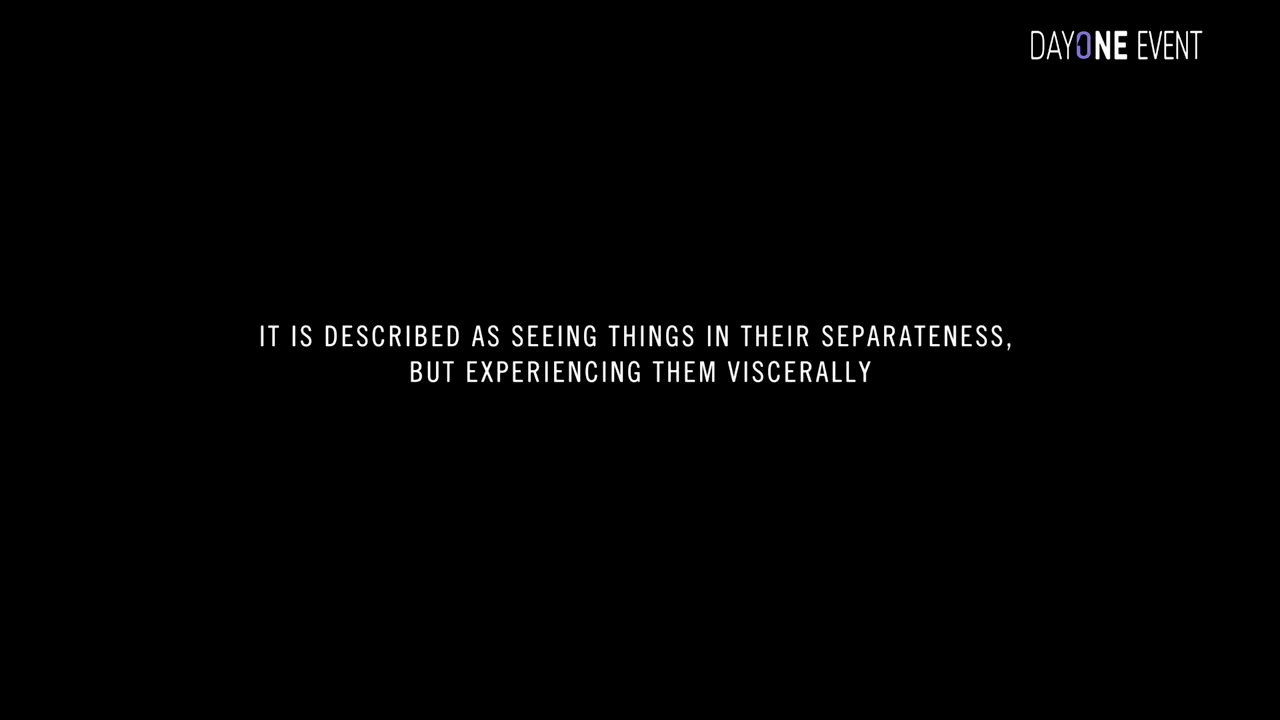 DAYONE EVENT
IT IS DESCRIBED AS SEEING THINGS IN THEIR SEPARATENESS,
BUT EXPERIENCING THEM VISCERALLY